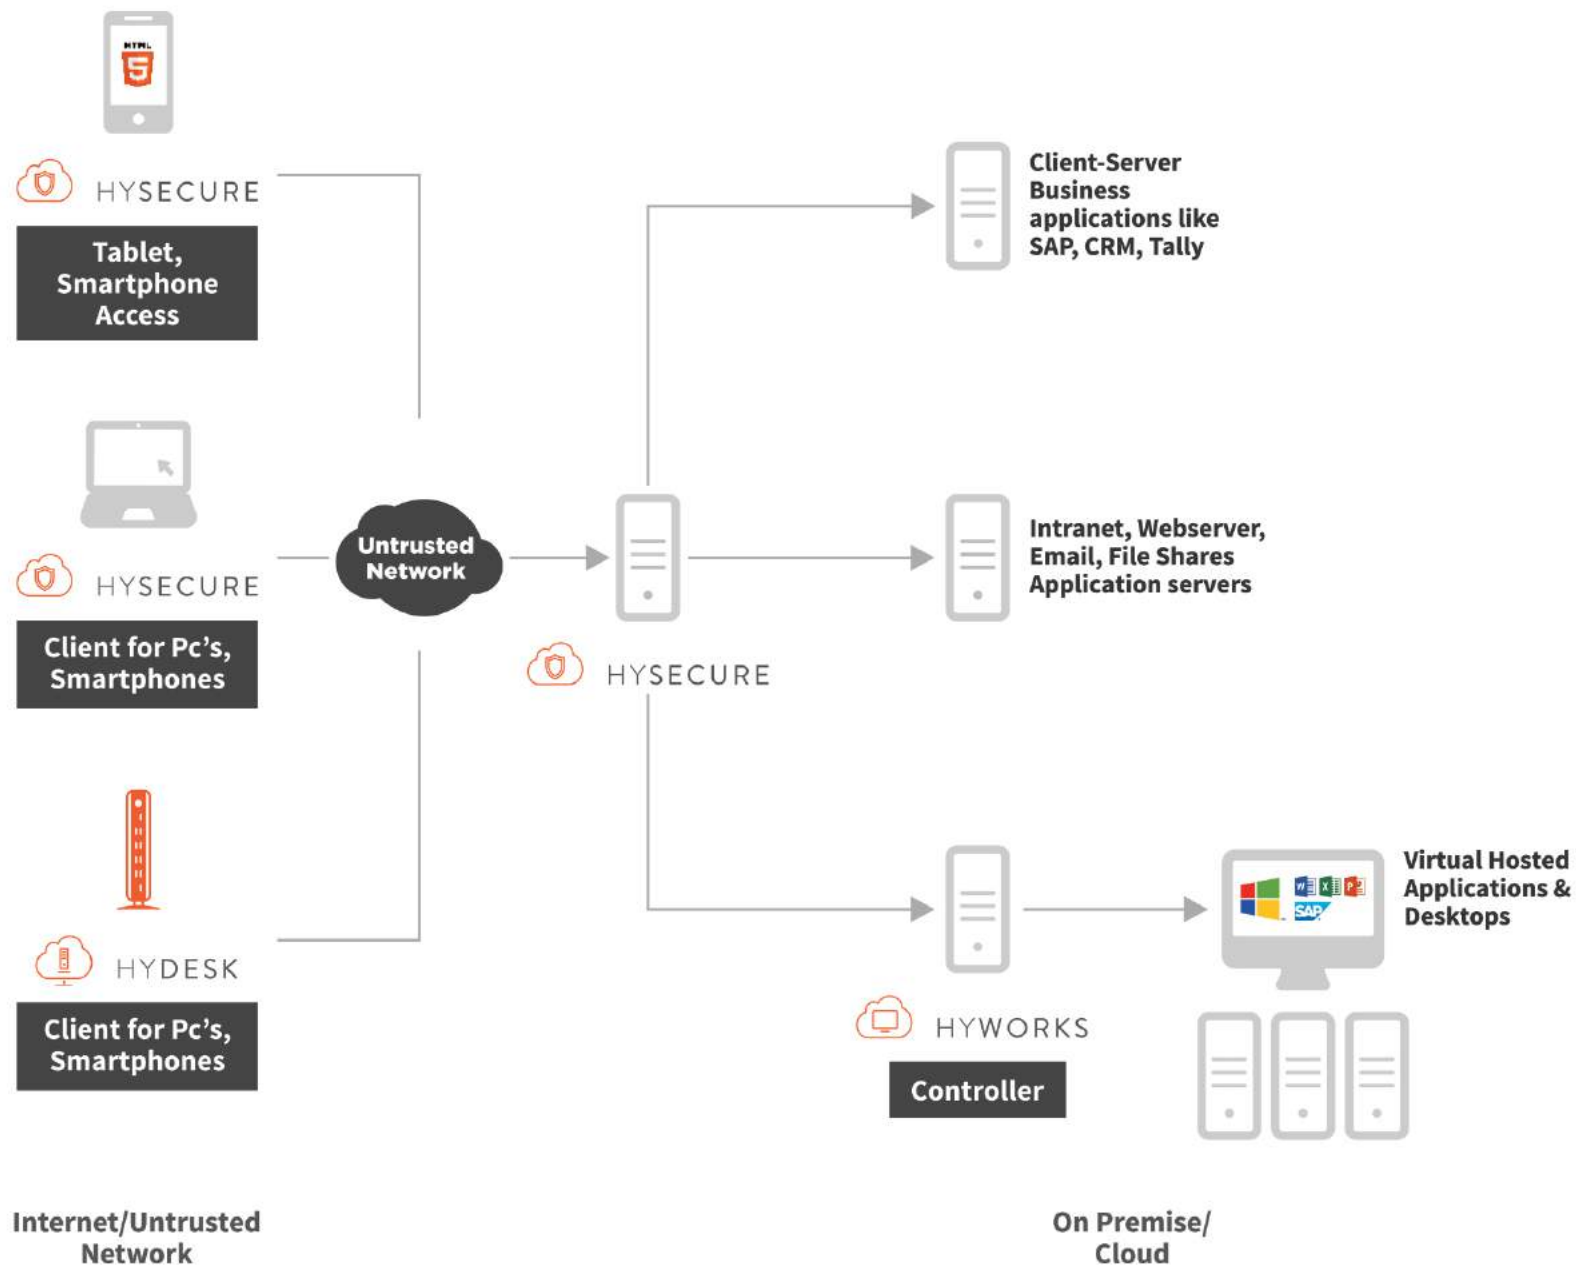 HTML
5
HYSECURE
Tablet,
Smartphone
Access
HYSECURE
Client for Pc's,
Smartphones
HYDESK
Client for Pc's,
Smartphones
Untrusted
Network
HYSECURE
Client-Server
Business
applications like
SAP, CRM, Tally
Intranet, Webserver,
Email, File Shares
Application servers
HYWORKS
Controller
W
X
P
SAP
Virtual Hosted
Applications &
Desktops
Internet/Untrusted
Network
On Premise/
Cloud